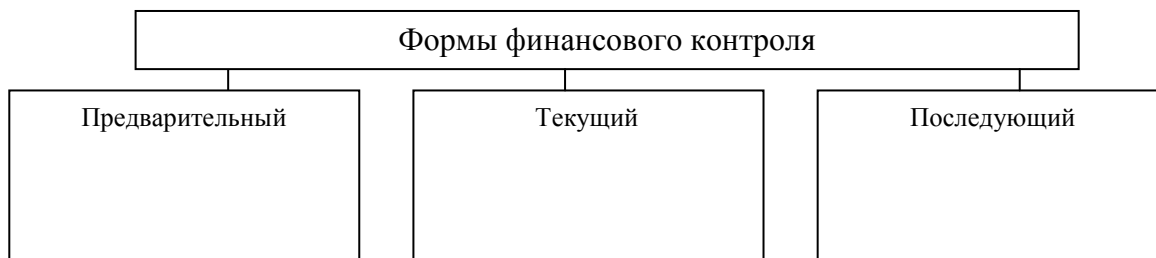 Формы финансового контроля
Предварительный
Текущий
Последующий